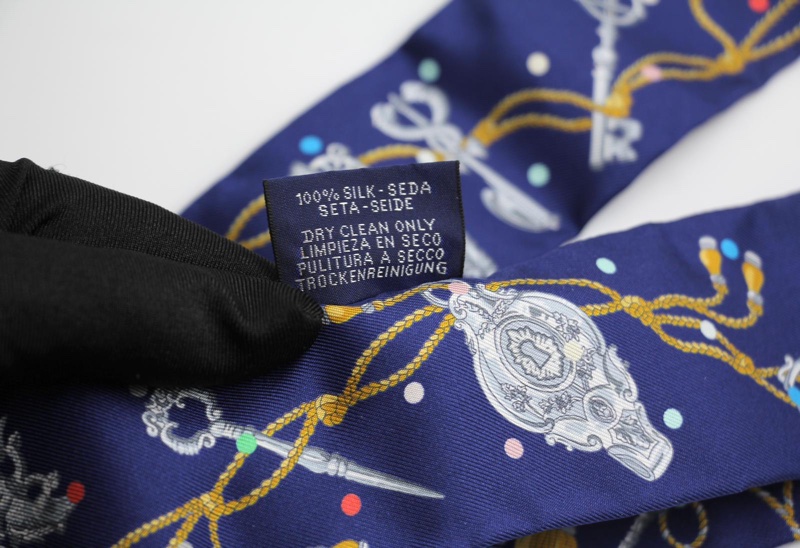 100% SILK-SEDA
SETA-SEIDE
DRY CLEAN ONLY
LIMPIEZA EN SECO
PULITURA A SECCO
TROCKENREINIGUNG